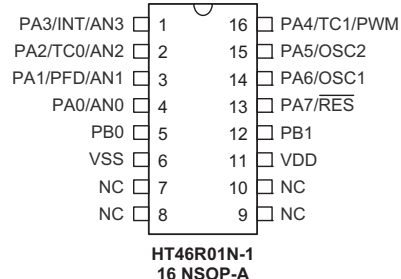 PA3/INT/AN3 1 16 PA4/TC1/PWM
PA2/TC0/AN2 2 15 PA5/OSC2
PA1/PFD/AN1 3 14 PA6/OSC1
PA0/AN0 4 13 PA7/R̅E̅S̅
PB0 5 12 PB1
VSS 6 11 VDD
NC 7 10 NC
NC 8 9 NC
HT46R01N-1
16 NSOP-A